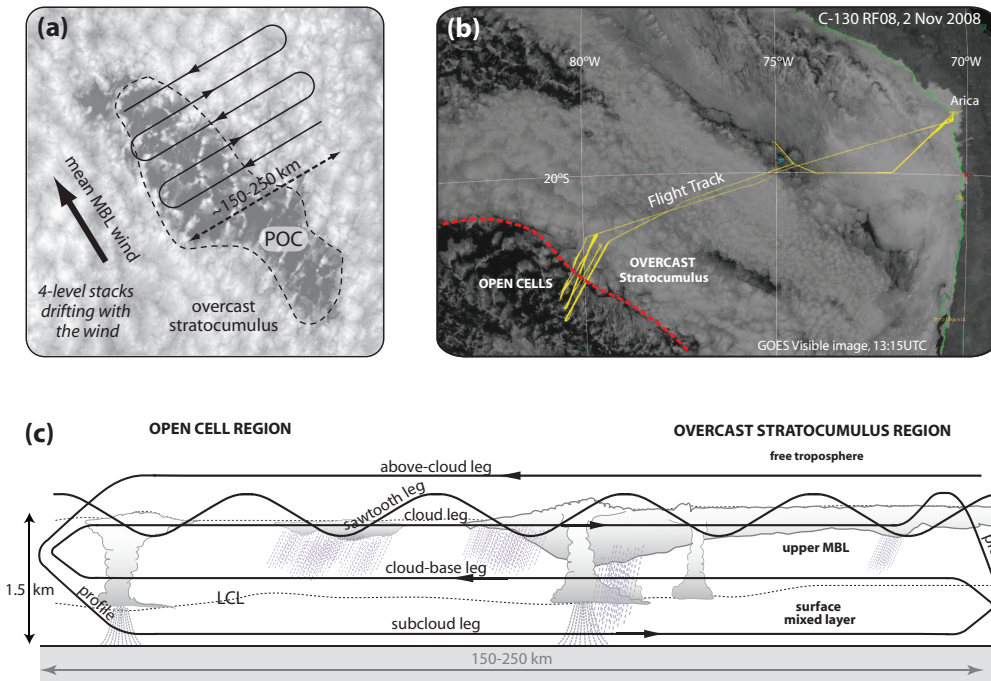 (a)
~150-250 km
mean MBL wind
POC
4-level stacks
drifting with
the wind
overcast
stratocumulus
(b)
C-130 RF08, 2 Nov 2008
80°W
75°W
70°W
Arica
20°S
Flight Track
OPEN CELLS
OVERCAST
Stratocumulus
GOES Visible image, 13:15UTC
(c)
OPEN CELL REGION
OVERCAST STRATOCUMULUS REGION
free troposphere
above-cloud leg
sawtooth leg
cloud leg
upper MBL
cloud-base leg
1.5 km
profile
LCL
surface
mixed layer
subcloud leg
150-250 km